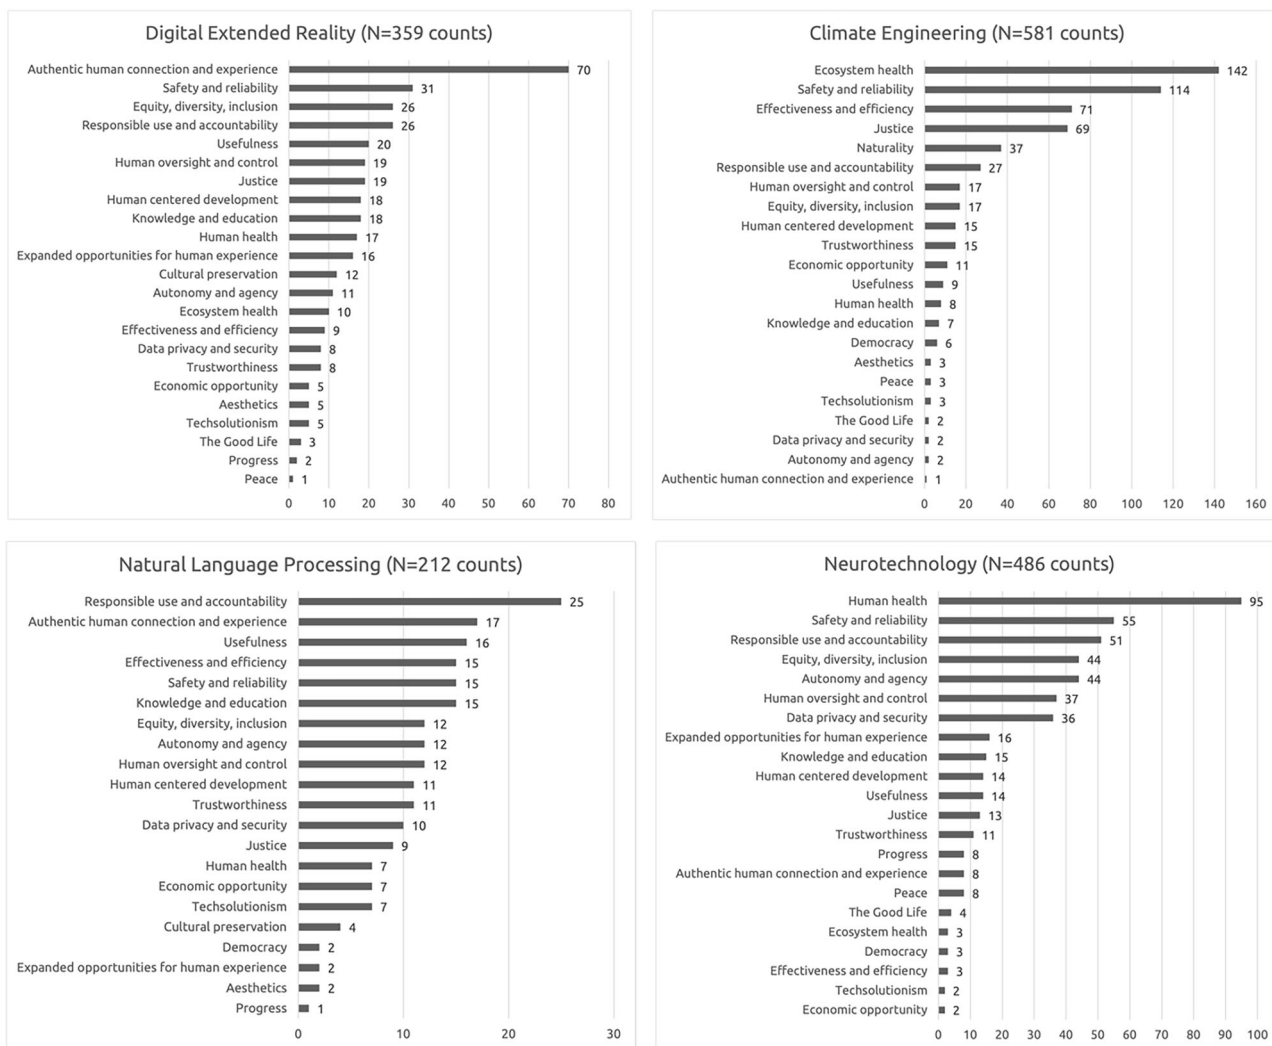 Digital Extended Reality (N=359 counts)
Authentic human connection and experience 70
Safety and reliability 31
Equity, diversity, inclusion 26
Responsible use and accountability 26
Usefulness 20
Human oversight and control 19
Justice 19
Human centered development 18
Knowledge and education 18
Human health 17
Expanded opportunities for human experience 16
Cultural preservation 12
Autonomy and agency 11
Ecosystem health 10
Effectiveness and efficiency 9
Data privacy and security 8
Trustworthiness 8
Economic opportunity 5
Aesthetics 5
Techsolutionism 5
The Good Life 3
Progress 2
Peace 1
0 10 20 30 40 50 60 70 80
Climate Engineering (N=581 counts)
Ecosystem health 142
Safety and reliability 114
Effectiveness and efficiency 71
Justice 69
Naturality 37
Responsible use and accountability 27
Human oversight and control 17
Equity, diversity, inclusion 17
Human centered development 15
Trustworthiness 15
Economic opportunity 11
Usefulness 9
Human health 8
Knowledge and education 7
Democracy 6
Aesthetics 3
Peace 3
Techsolutionism 3
The Good Life 2
Data privacy and security 2
Autonomy and agency 2
Authentic human connection and experience 1
0 20 40 60 80 100 120 140 160
Natural Language Processing (N=212 counts)
Responsible use and accountability 25
Authentic human connection and experience 17
Usefulness 16
Effectiveness and efficiency 15
Safety and reliability 15
Knowledge and education 15
Equity, diversity, inclusion 12
Autonomy and agency 12
Human oversight and control 12
Human centered development 11
Trustworthiness 11
Data privacy and security 10
Justice 9
Human health 7
Economic opportunity 7
Techsolutionism 7
Cultural preservation 4
Democracy 2
Expanded opportunities for human experience 2
Aesthetics 2
Progress 1
0 10 20 30
Neurotechnology (N=486 counts)
Human health 95
Safety and reliability 55
Responsible use and accountability 51
Equity, diversity, inclusion 44
Autonomy and agency 44
Human oversight and control 37
Data privacy and security 36
Expanded opportunities for human experience 16
Knowledge and education 15
Human centered development 14
Usefulness 14
Justice 13
Trustworthiness 11
Progress 8
Authentic human connection and experience 8
Peace 8
The Good Life 4
Ecosystem health 3
Democracy 3
Effectiveness and efficiency 3
Techsolutionism 2
Economic opportunity 2
0 10 20 30 40 50 60 70 80 90 100